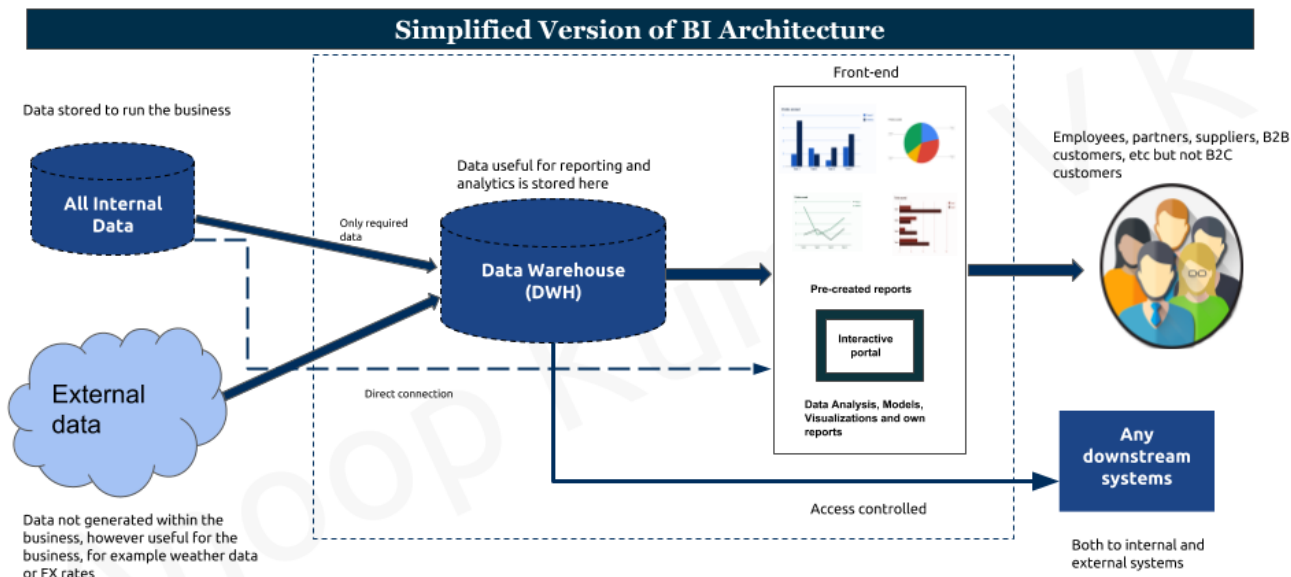 Simplified Version of BI Architecture
Front-end
Data stored to run the business
All Internal
Data
Data useful for reporting and
analytics is stored here
Employees, partners, suppliers, B2B
customers, etc but not B2C
customers
Only required
data
Data Warehouse
(DWH)
Pre-created reports
Interactive
portal
External
data
Direct connection
Data Analysis, Models,
Visualizations and own
reports
Any
downstream
systems
Access controlled
Data not generated within the
business, however useful for the
business, for example weather data
or FX rates
Both to internal and
external systems